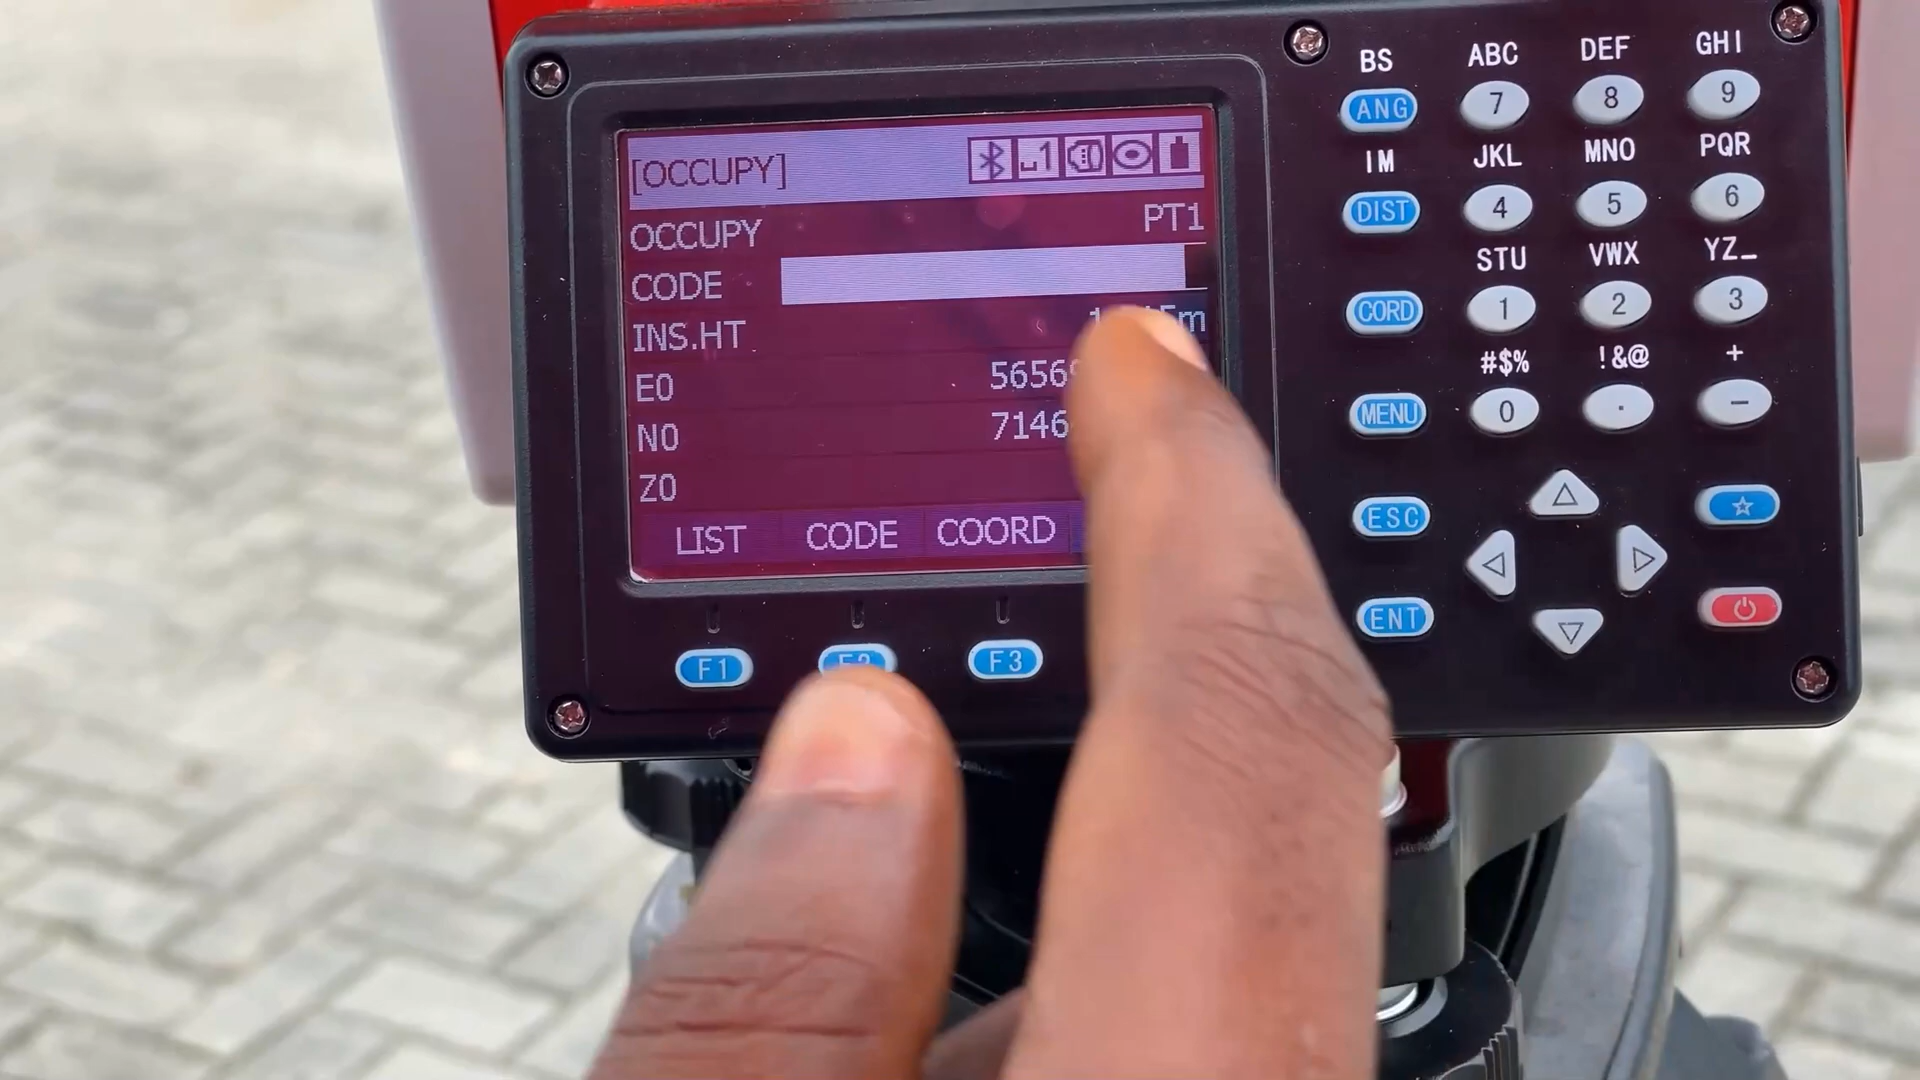 [OCCUPY]
OCCUPY PT1
CODE
INS.HT
E0
N0
Z0
LIST CODE COORD
F1 F2 F3
BS ABC DEF GHI
ANG 7 8 9
IM JKL MNO PQR
DIST 4 5 6
STU VWX YZ_
CORD 1 2 3
#$% !&@ +
MENU 0 . -
ESC
ENT